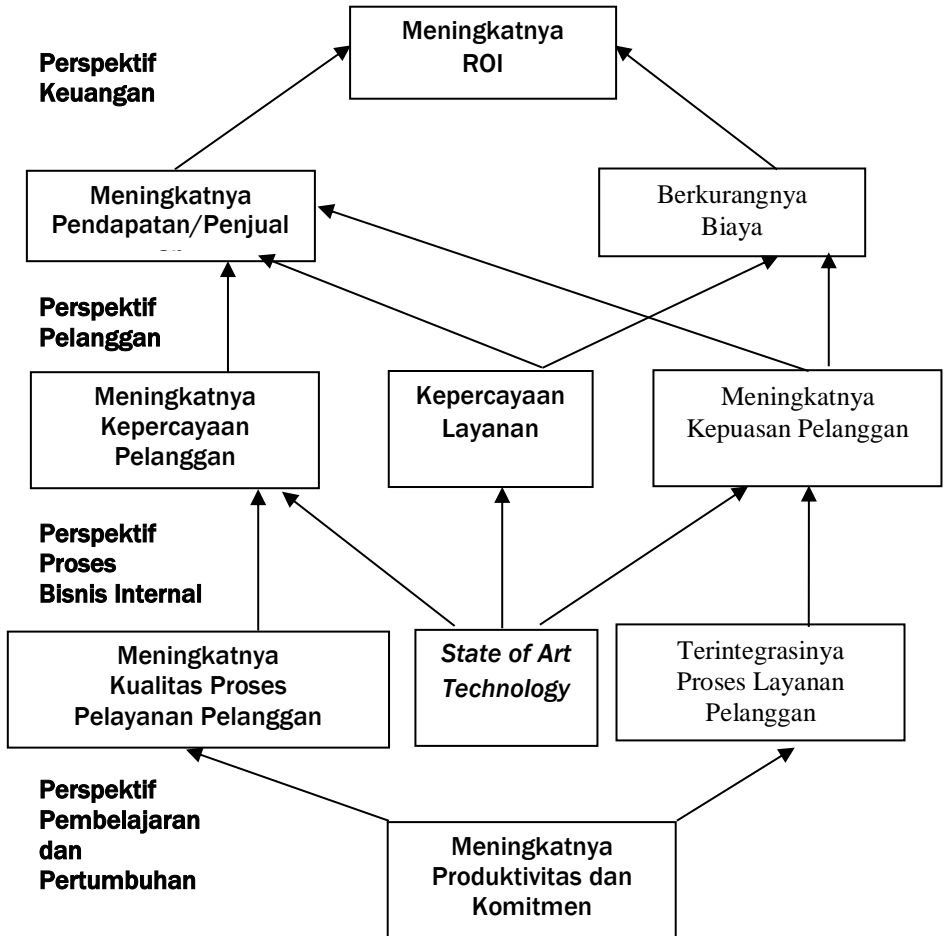 Meningkatnya
ROI
Perspektif
Keuangan
Meningkatnya
Pendapatan/Penjual
Berkurangnya
Biaya
Perspektif
Pelanggan
Meningkatnya
Kepercayaan
Pelanggan
Kepercayaan
Layanan
Meningkatnya
Kepuasan Pelanggan
Perspektif
Proses
Bisnis Internal
Meningkatnya
Kualitas Proses
Pelayanan Pelanggan
State of Art
Technology
Terintegrasinya
Proses Layanan
Pelanggan
Perspektif
Pembelajaran
dan
Pertumbuhan
Meningkatnya
Produktivitas dan
Komitmen